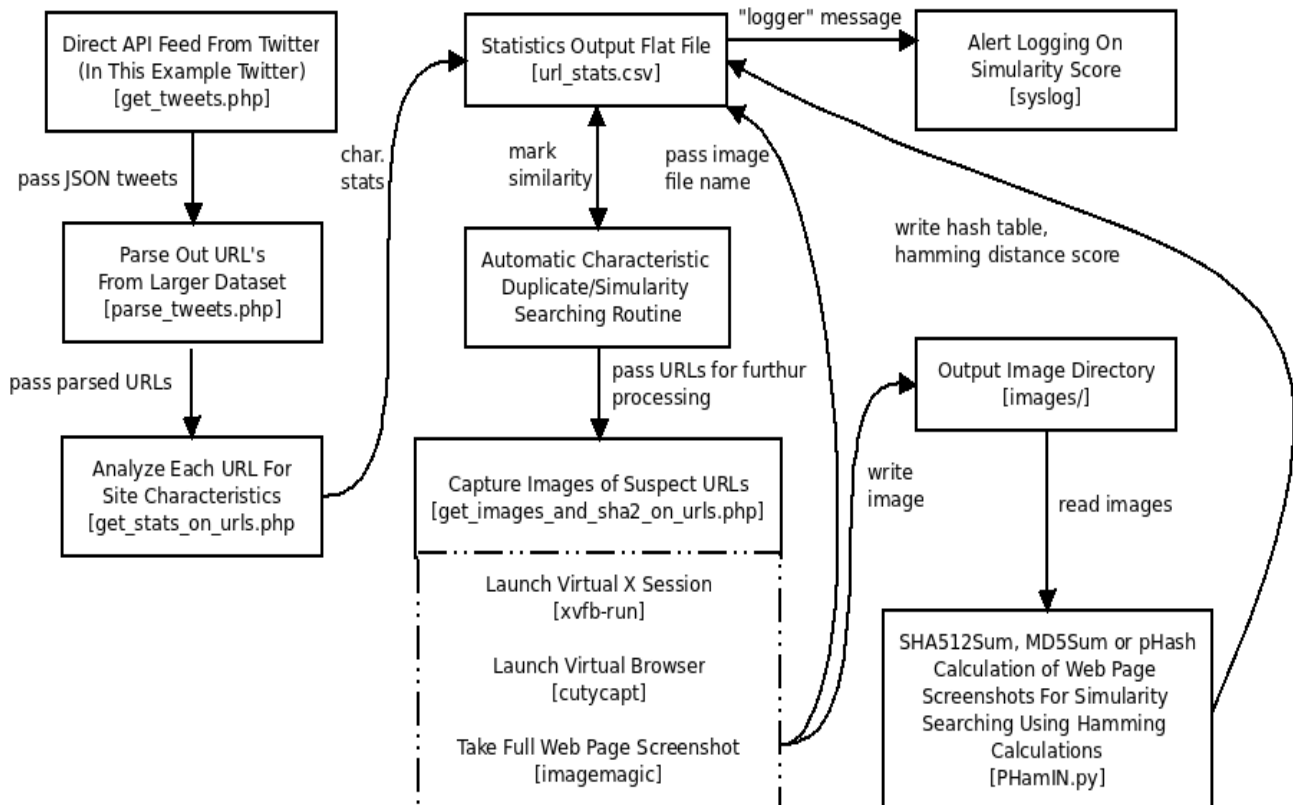 Direct API Feed From Twitter
(In This Example Twitter)
[get_tweets.php]
pass JSON tweets
Parse Out URL's
From Larger Dataset
[parse_tweets.php]
pass parsed URLs
Analyze Each URL For
Site Characteristics
[get_stats_on_urls.php
char.
stats
Statistics Output Flat File
[url_stats.csv]
"logger" message
Alert Logging On
Simularity Score
[syslog]
mark
similarity
pass image
file name
write hash table,
hamming distance score
Automatic Characteristic
Duplicate/Simularity
Searching Routine
pass URLs for furthur
processing
Capture Images of Suspect URLs
[get_images_and_sha2_on_urls.php]
Launch Virtual X Session
[xvfb-run]
Launch Virtual Browser
[cutycapt]
Take Full Web Page Screenshot
[imagemagic]
write
image
Output Image Directory
[images/]
read images
SHA512Sum, MD5Sum or pHash
Calculation of Web Page
Screenshots For Simularity
Searching Using Hamming
Calculations
[PHamIN.py]